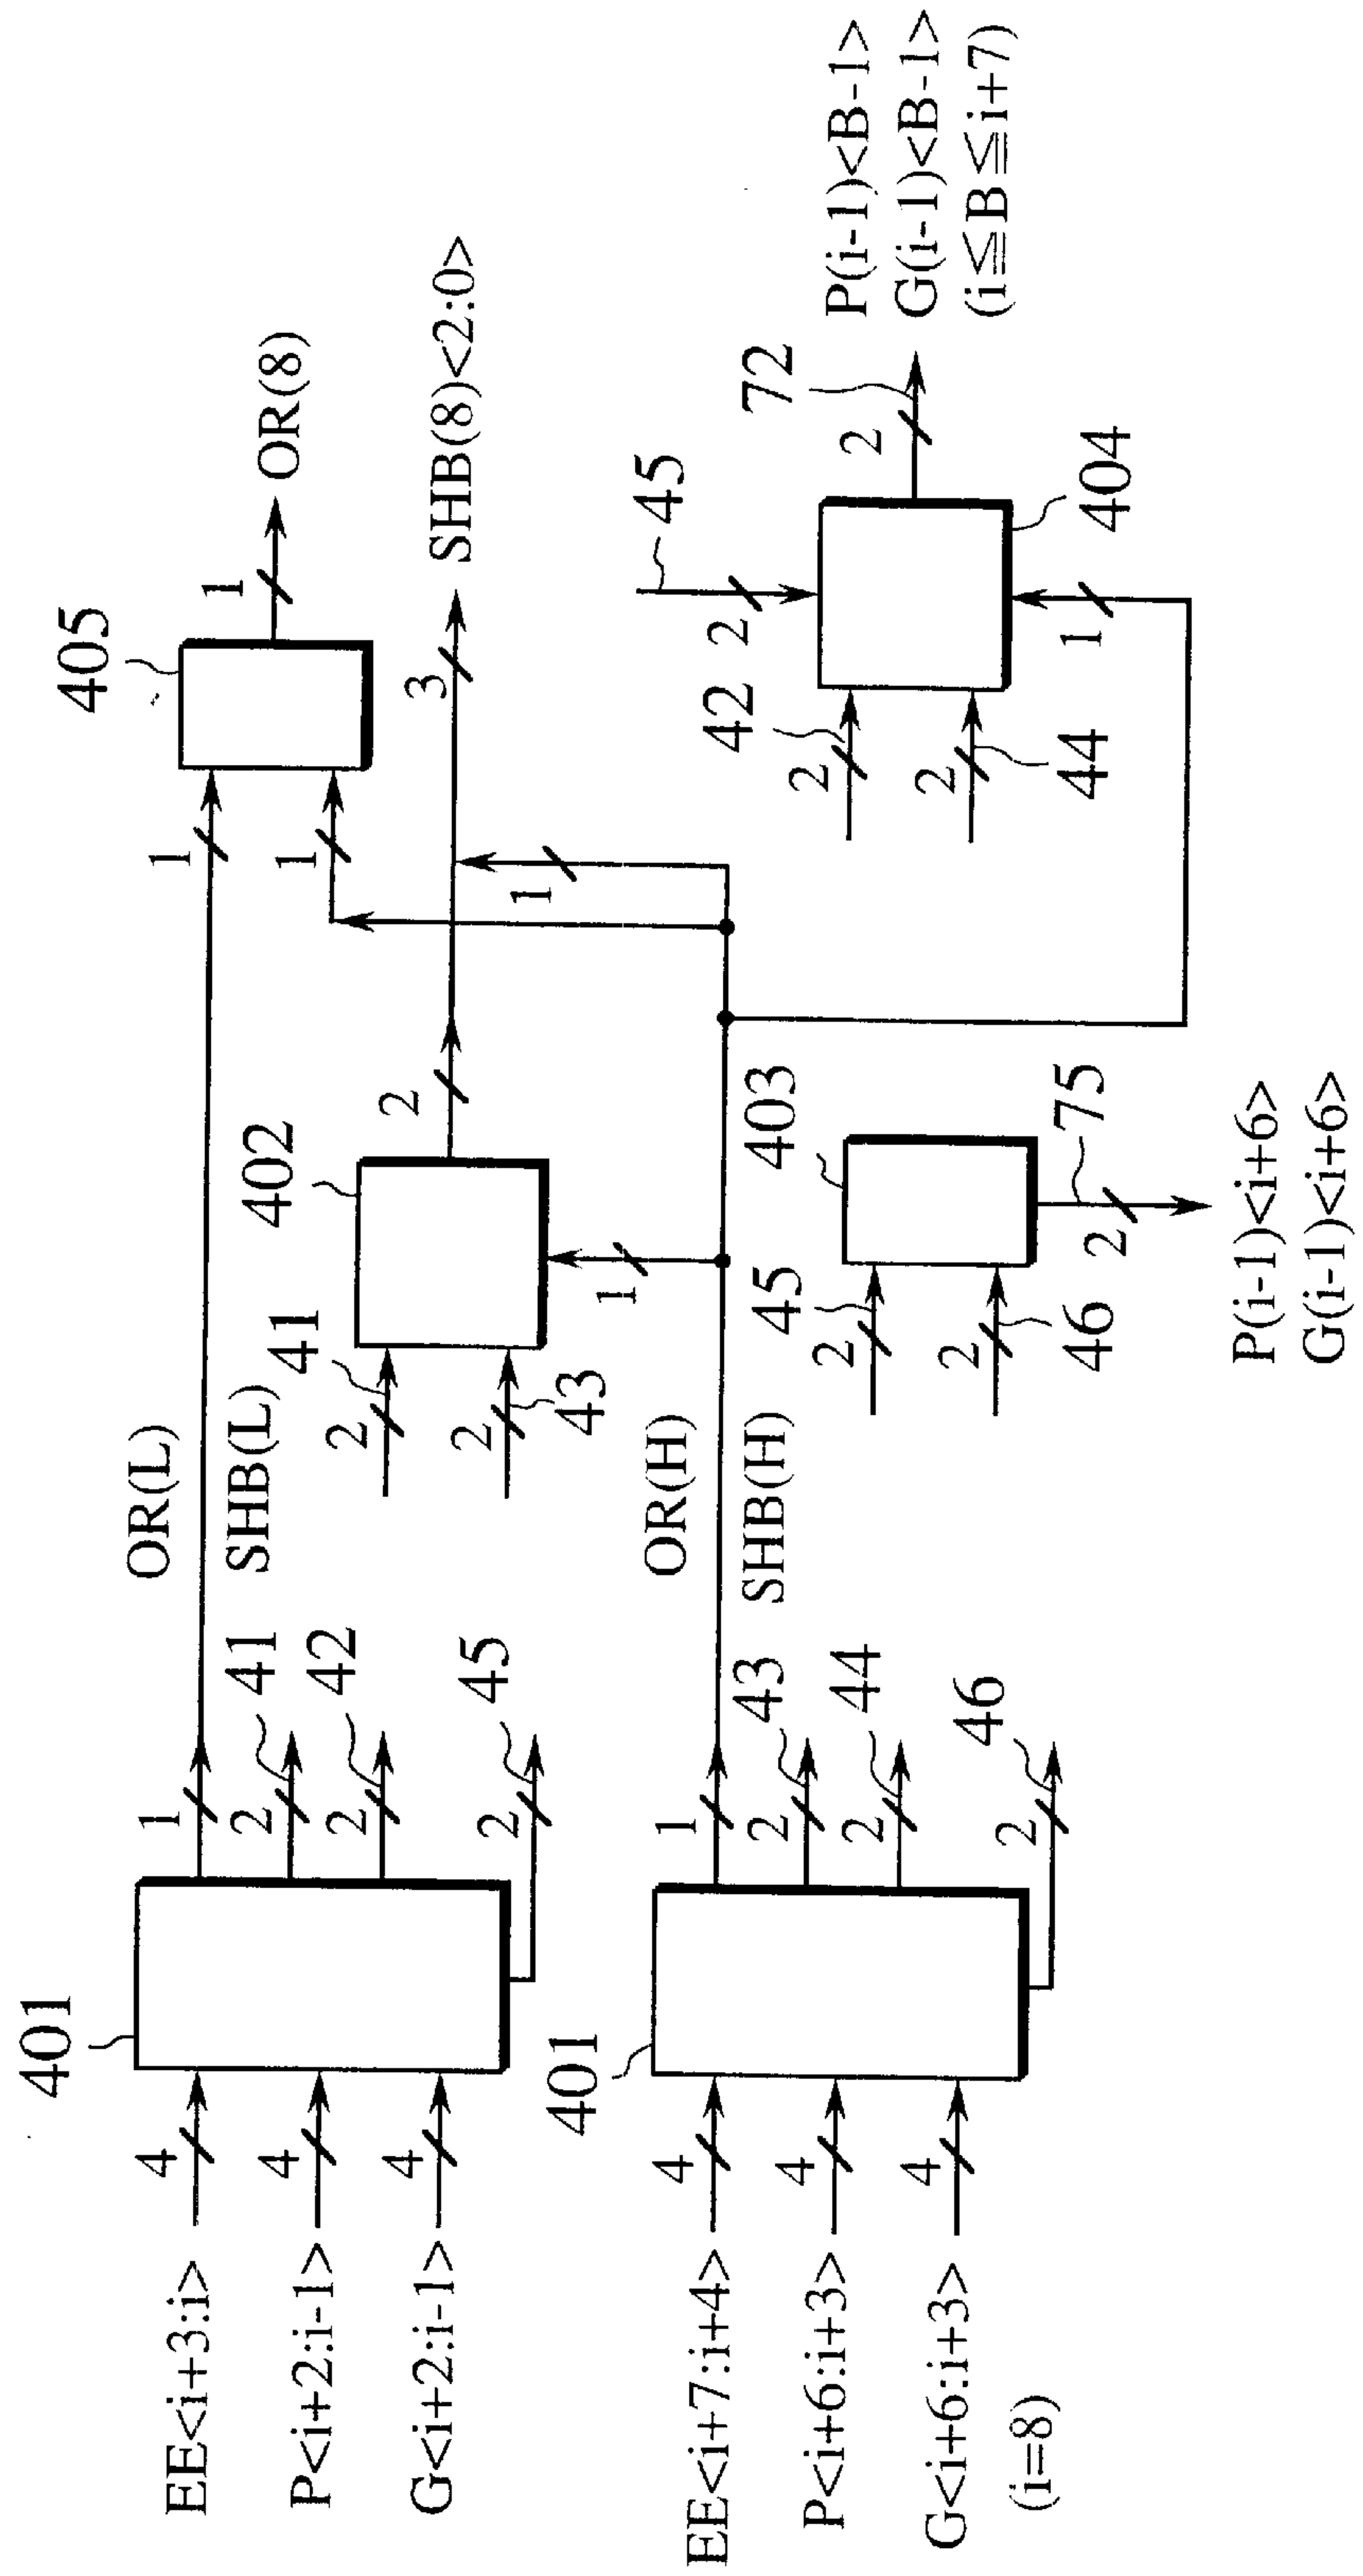 EE<i+3:i>
4
P<i+2:i-1>
4
G<i+2:i-1>
4
401
1
2
41
2
42
2
45
OR(L)
SHB(L)
EE<i+7:i+4>
4
P<i+6:i+3>
4
G<i+6:i+3>
4
(i=8)
401
1
2
43
2
44
2
46
OR(H)
SHB(H)
41
2
2
43
402
2
1
1
1
405
1
OR(8)
1
3
SHB(8)<2:0>
45
2
2
46
403
2
75
P(i-1)<i+6>
G(i-1)<i+6>
42
2
2
44
45
2
1
404
2
72
P(i-1)<B-1>
G(i-1)<B-1>
(i≦B≦i+7)